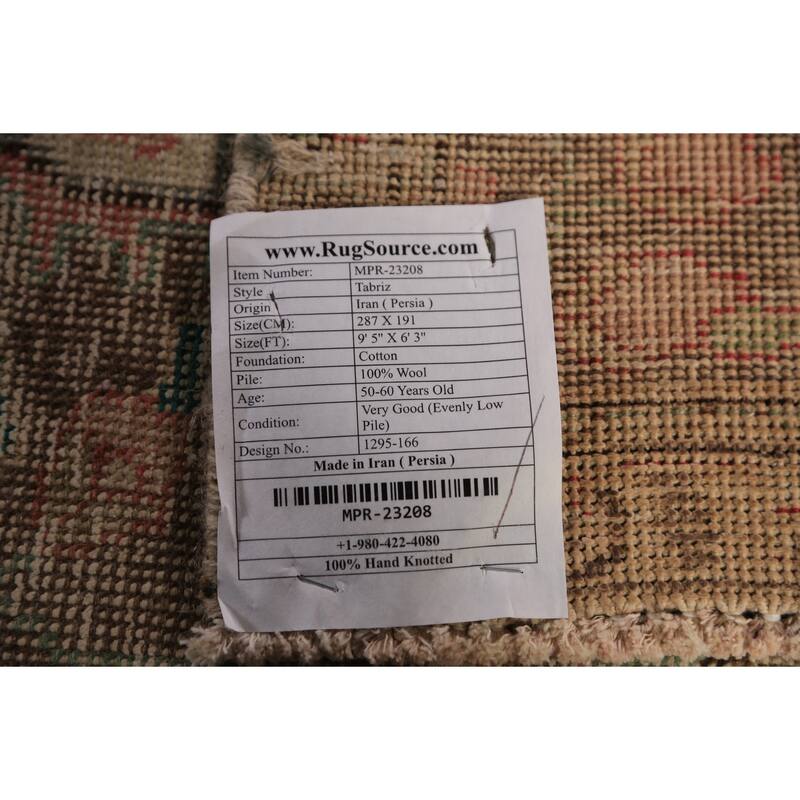 www.RugSource.com
Item Number: MPR-23208
Style Tabriz
Origin Iran ( Persia )
Size(CM): 287 X 191
Size(FT): 9' 5" X 6' 3"
Foundation: Cotton
Pile: 100% Wool
Age: 50-60 Years Old
Condition: Very Good (Evenly Low
Pile)
Design No.: 1295-166
Made in Iran ( Persia )
MPR-23208
+1-980-422-4080
100% Hand Knotted